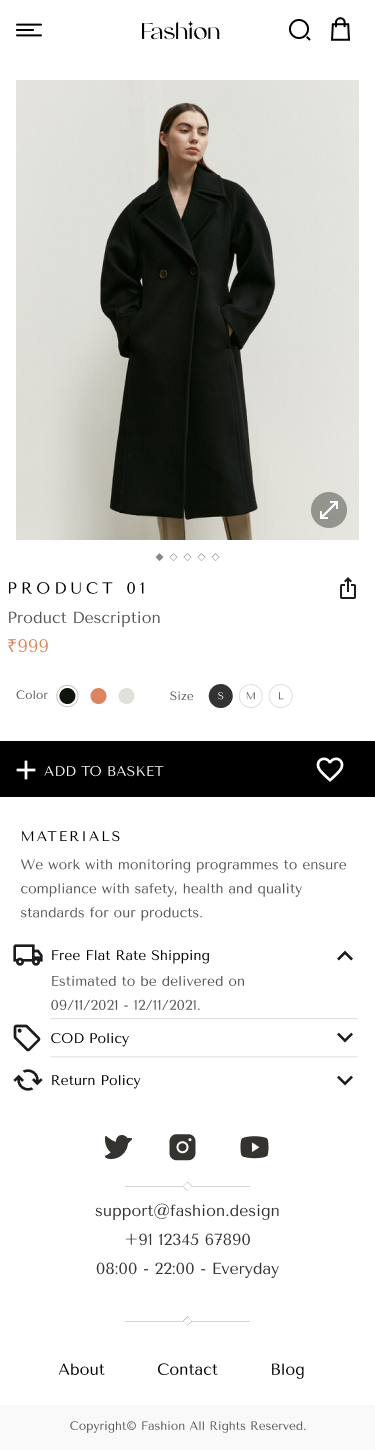 Fashion
PRODUCT 01
Product Description
₹999
Color
Size
S
M
L
ADD TO BASKET
MATERIALS
We work with monitoring programmes to ensure
compliance with safety, health and quality
standards for our products.
Free Flat Rate Shipping
Estimated to be delivered on
09/11/2021 - 12/11/2021.
COD Policy
Return Policy
support@fashion.design
+91 12345 67890
08:00 - 22:00 - Everyday
About
Contact
Blog
Copyright© Fashion All Rights Reserved.